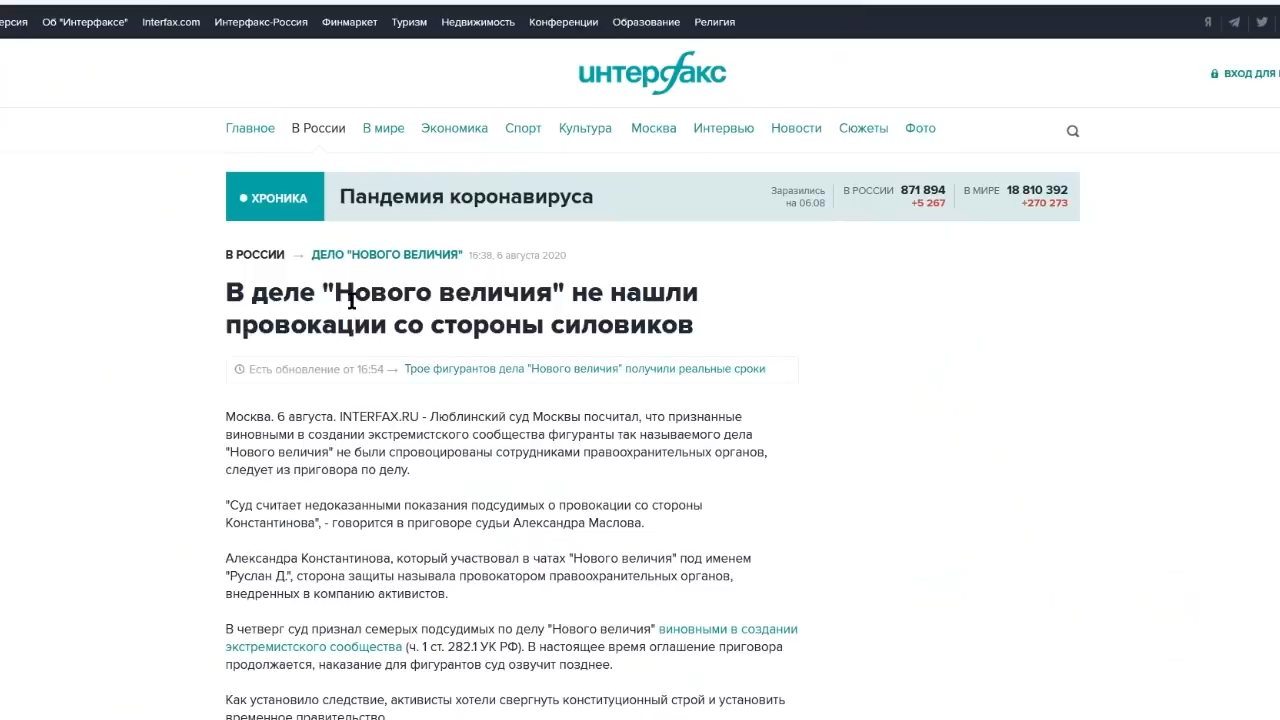 ерсия Об "Интерфаксе" Interfax.com Интерфакс-Россия Финмаркет Туризм Недвижимость Конференции Образование Религия
интерфакс
ВХОД ДЛЯ
Главное В России В мире Экономика Спорт Культура Москва Интервью Новости Сюжеты Фото
ХРОНИКА Пандемия коронавируса
Заразились В РОССИИ 871 894 В МИРЕ 18 810 392
на 06.08 +5 267 +270 273
В РОССИИ → ДЕЛО "НОВОГО ВЕЛИЧИЯ" 16:38, 6 августа 2020
В деле "Нового величия" не нашли
провокации со стороны силовиков
Есть обновление от 16:54 → Трое фигурантов дела "Нового величия" получили реальные сроки
Москва. 6 августа. INTERFAX.RU - Люблинский суд Москвы посчитал, что признанные
виновными в создании экстремистского сообщества фигуранты так называемого дела
"Нового величия" не были спровоцированы сотрудниками правоохранительных органов,
следует из приговора по делу.
"Суд считает недоказанными показания подсудимых о провокации со стороны
Константинова", - говорится в приговоре судьи Александра Маслова.
Александра Константинова, который участвовал в чатах "Нового величия" под именем
"Руслан Д.", сторона защиты называла провокатором правоохранительных органов,
внедренных в компанию активистов.
В четверг суд признал семерых подсудимых по делу "Нового величия" виновными в создании
экстремистского сообщества (ч. 1 ст. 282.1 УК РФ). В настоящее время оглашение приговора
продолжается, наказание для фигурантов суд озвучит позднее.
Как установило следствие, активисты хотели свергнуть конституционный строй и установить
временное правительство.